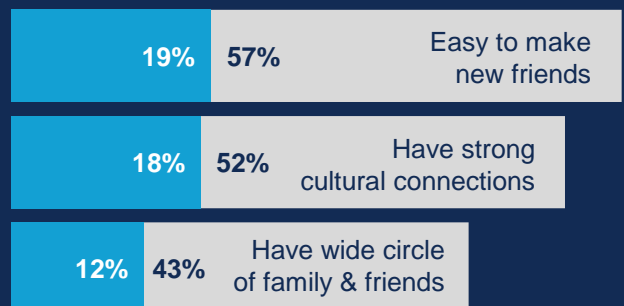 19% 57% Easy to make
new friends
18% 52% Have strong
cultural connections
12% 43% Have wide circle
of family & friends